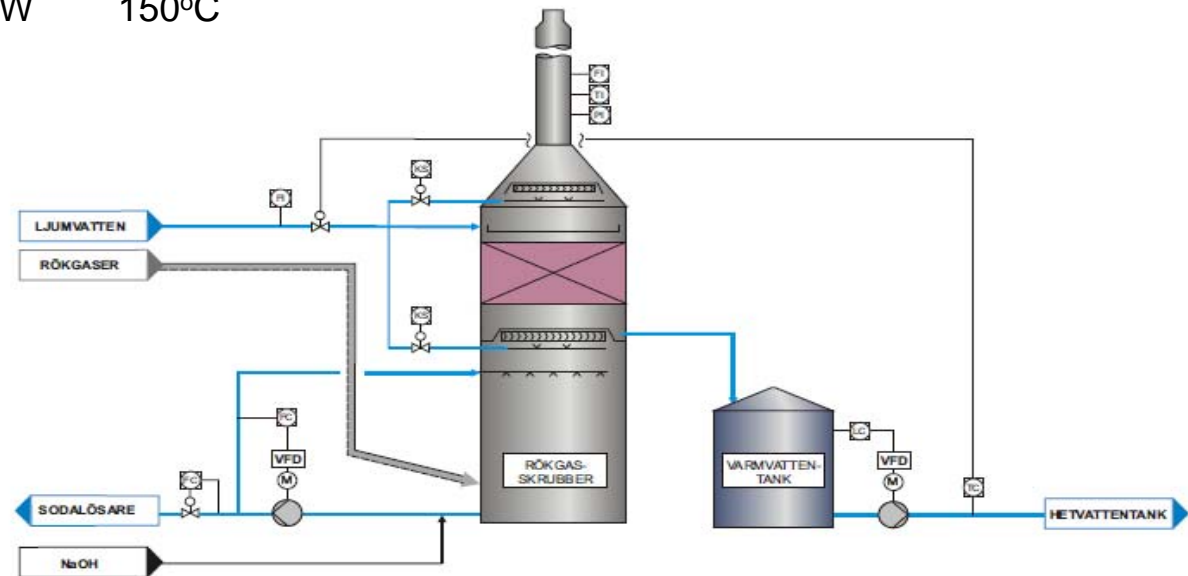 W 150°C
FI
TI
PI
KS
FI
LJUMVATTEN
RÖKGASER
KS
FC
LC
VFD
VFD
M
M
RÖKGAS-
SKRUBBER
VARMVATTEN-
TANK
FC
TC
SODALÖSARE
HETVATTENTANK
NaOH